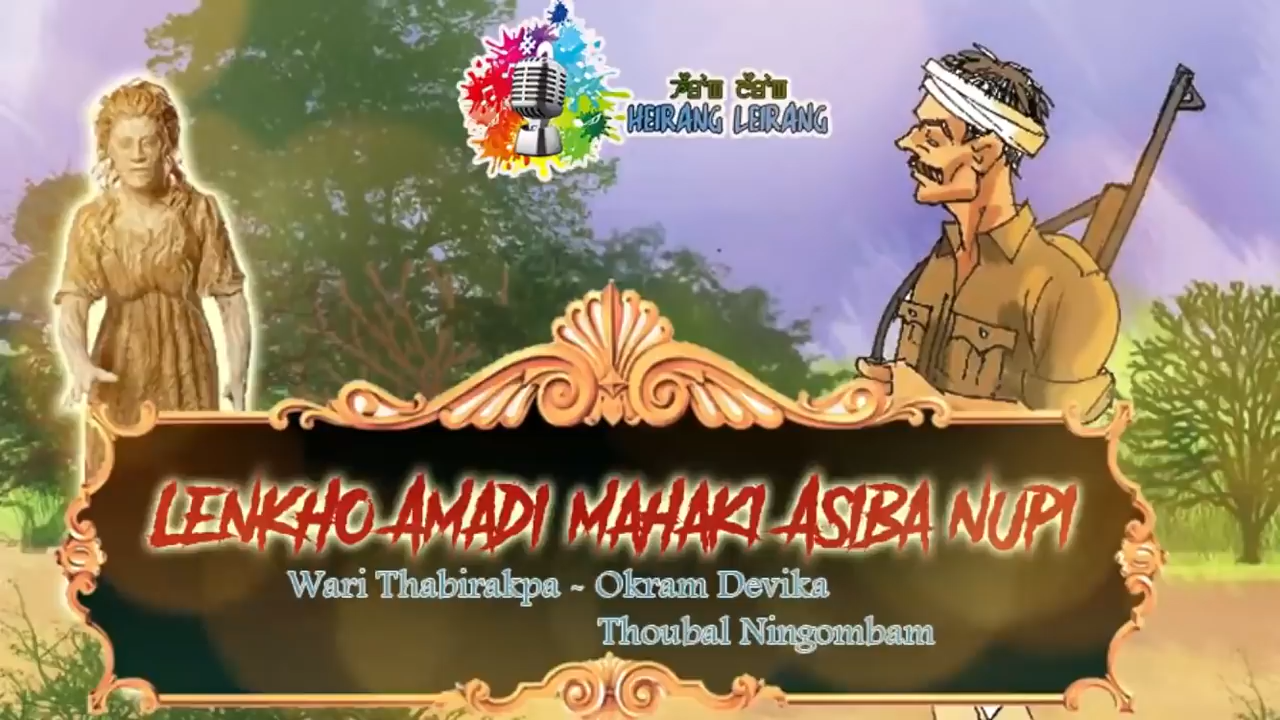 HEIRANG LEIRANG
LENKHO AMADI MAHAKI ASIBA NUPI
Wari Thabirakpa ~ Okram Devika
Thoubal Ningombam